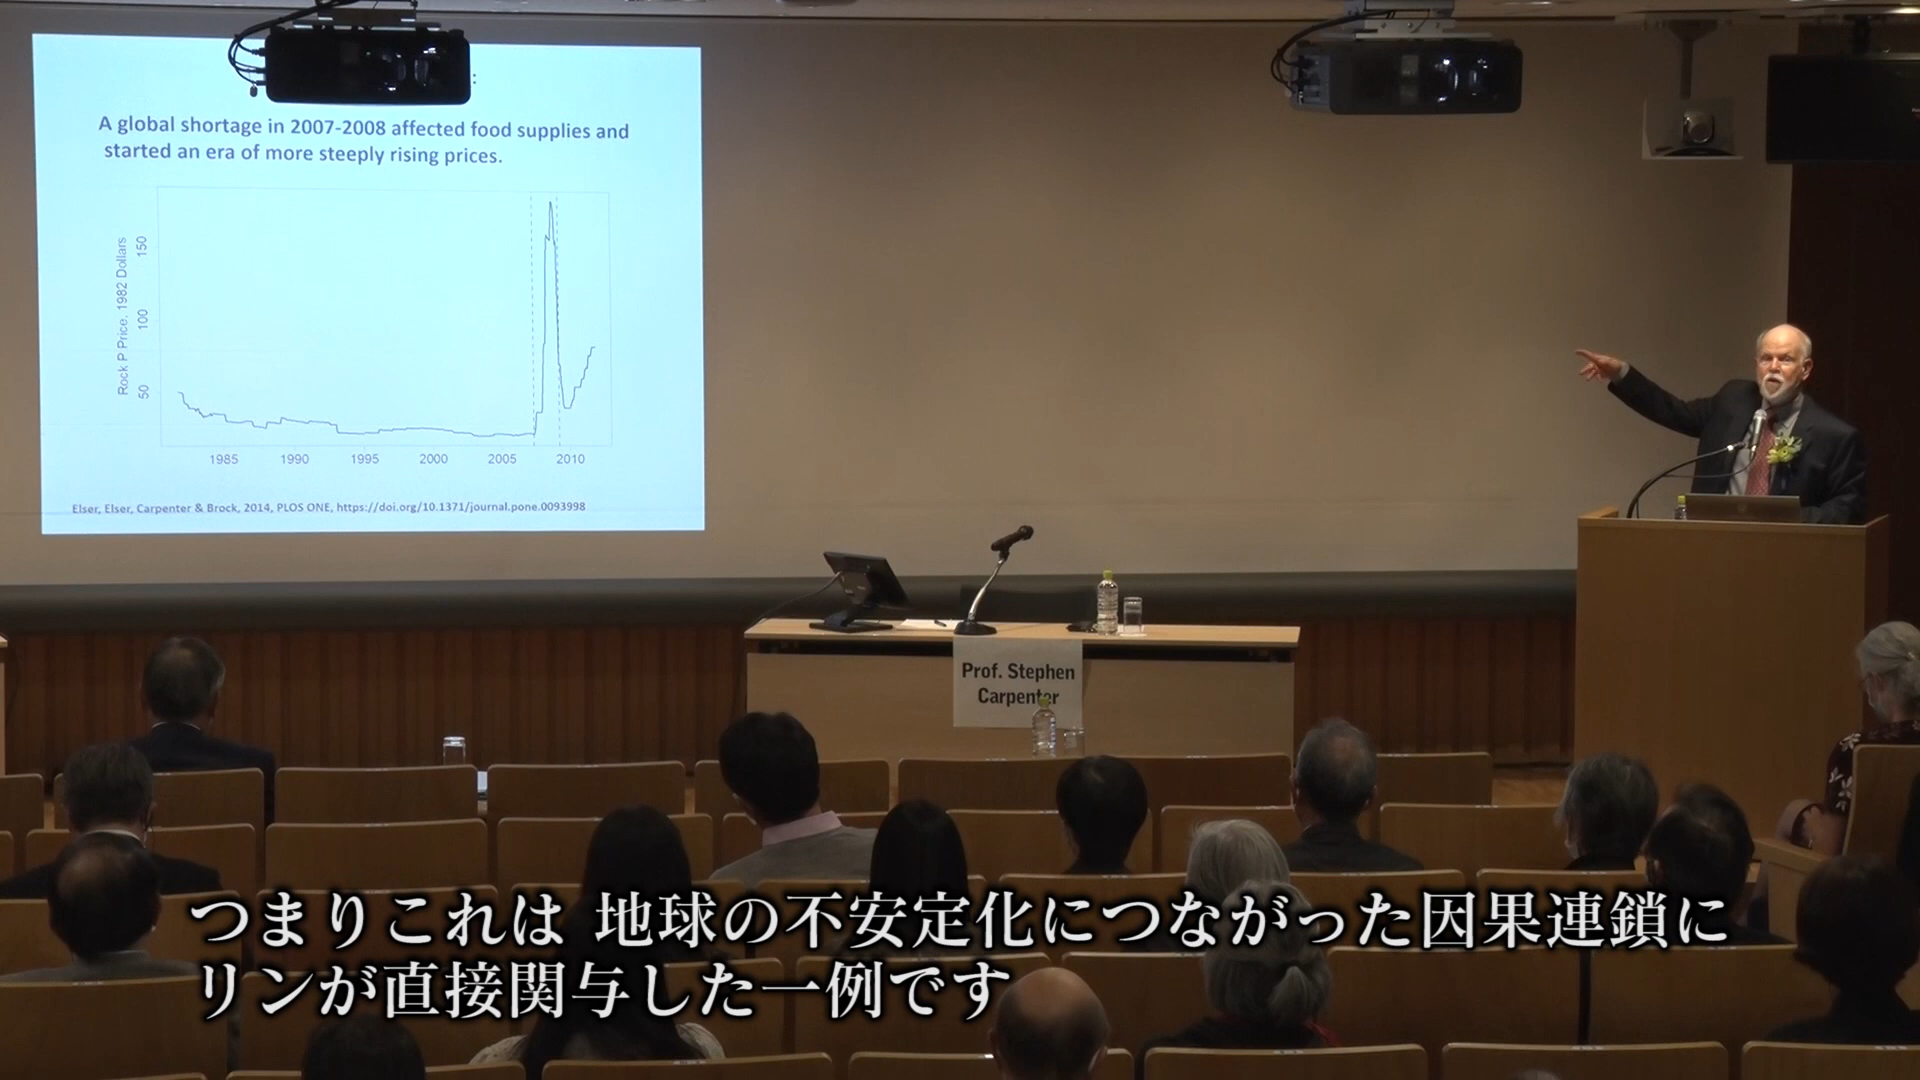 :
A global shortage in 2007-2008 affected food supplies and
started an era of more steeply rising prices.
Rock P Price, 1982 Dollars
150
100
50
1985 1990 1995 2000 2005 2010
Elser, Elser, Carpenter & Brock, 2014, PLOS ONE, https://doi.org/10.1371/journal.pone.0093998
Prof. Stephen
Carpenter
つまりこれは 地球の不安定化につながった因果連鎖に
リンが直接関与した一例です